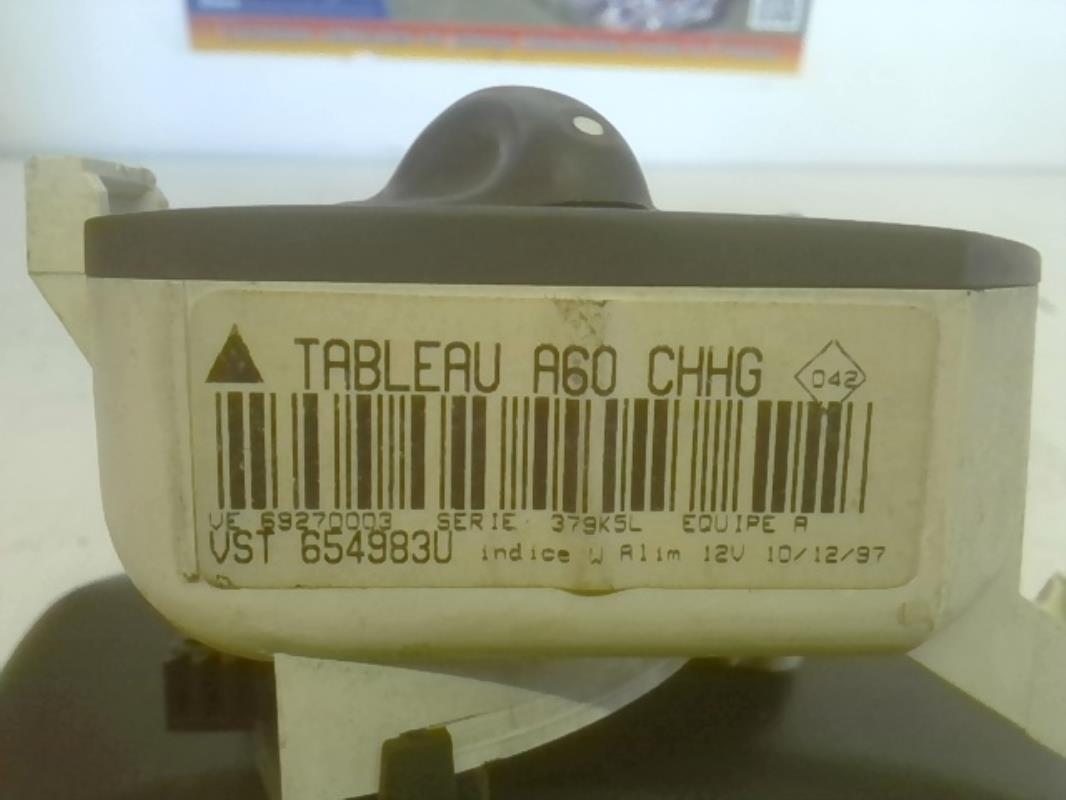 TABLEAU A60 CHHG 042
VE 69270003 SERIE 379K5L EQUIPE A
VST 654983U indice W Alim 12V 10/12/97